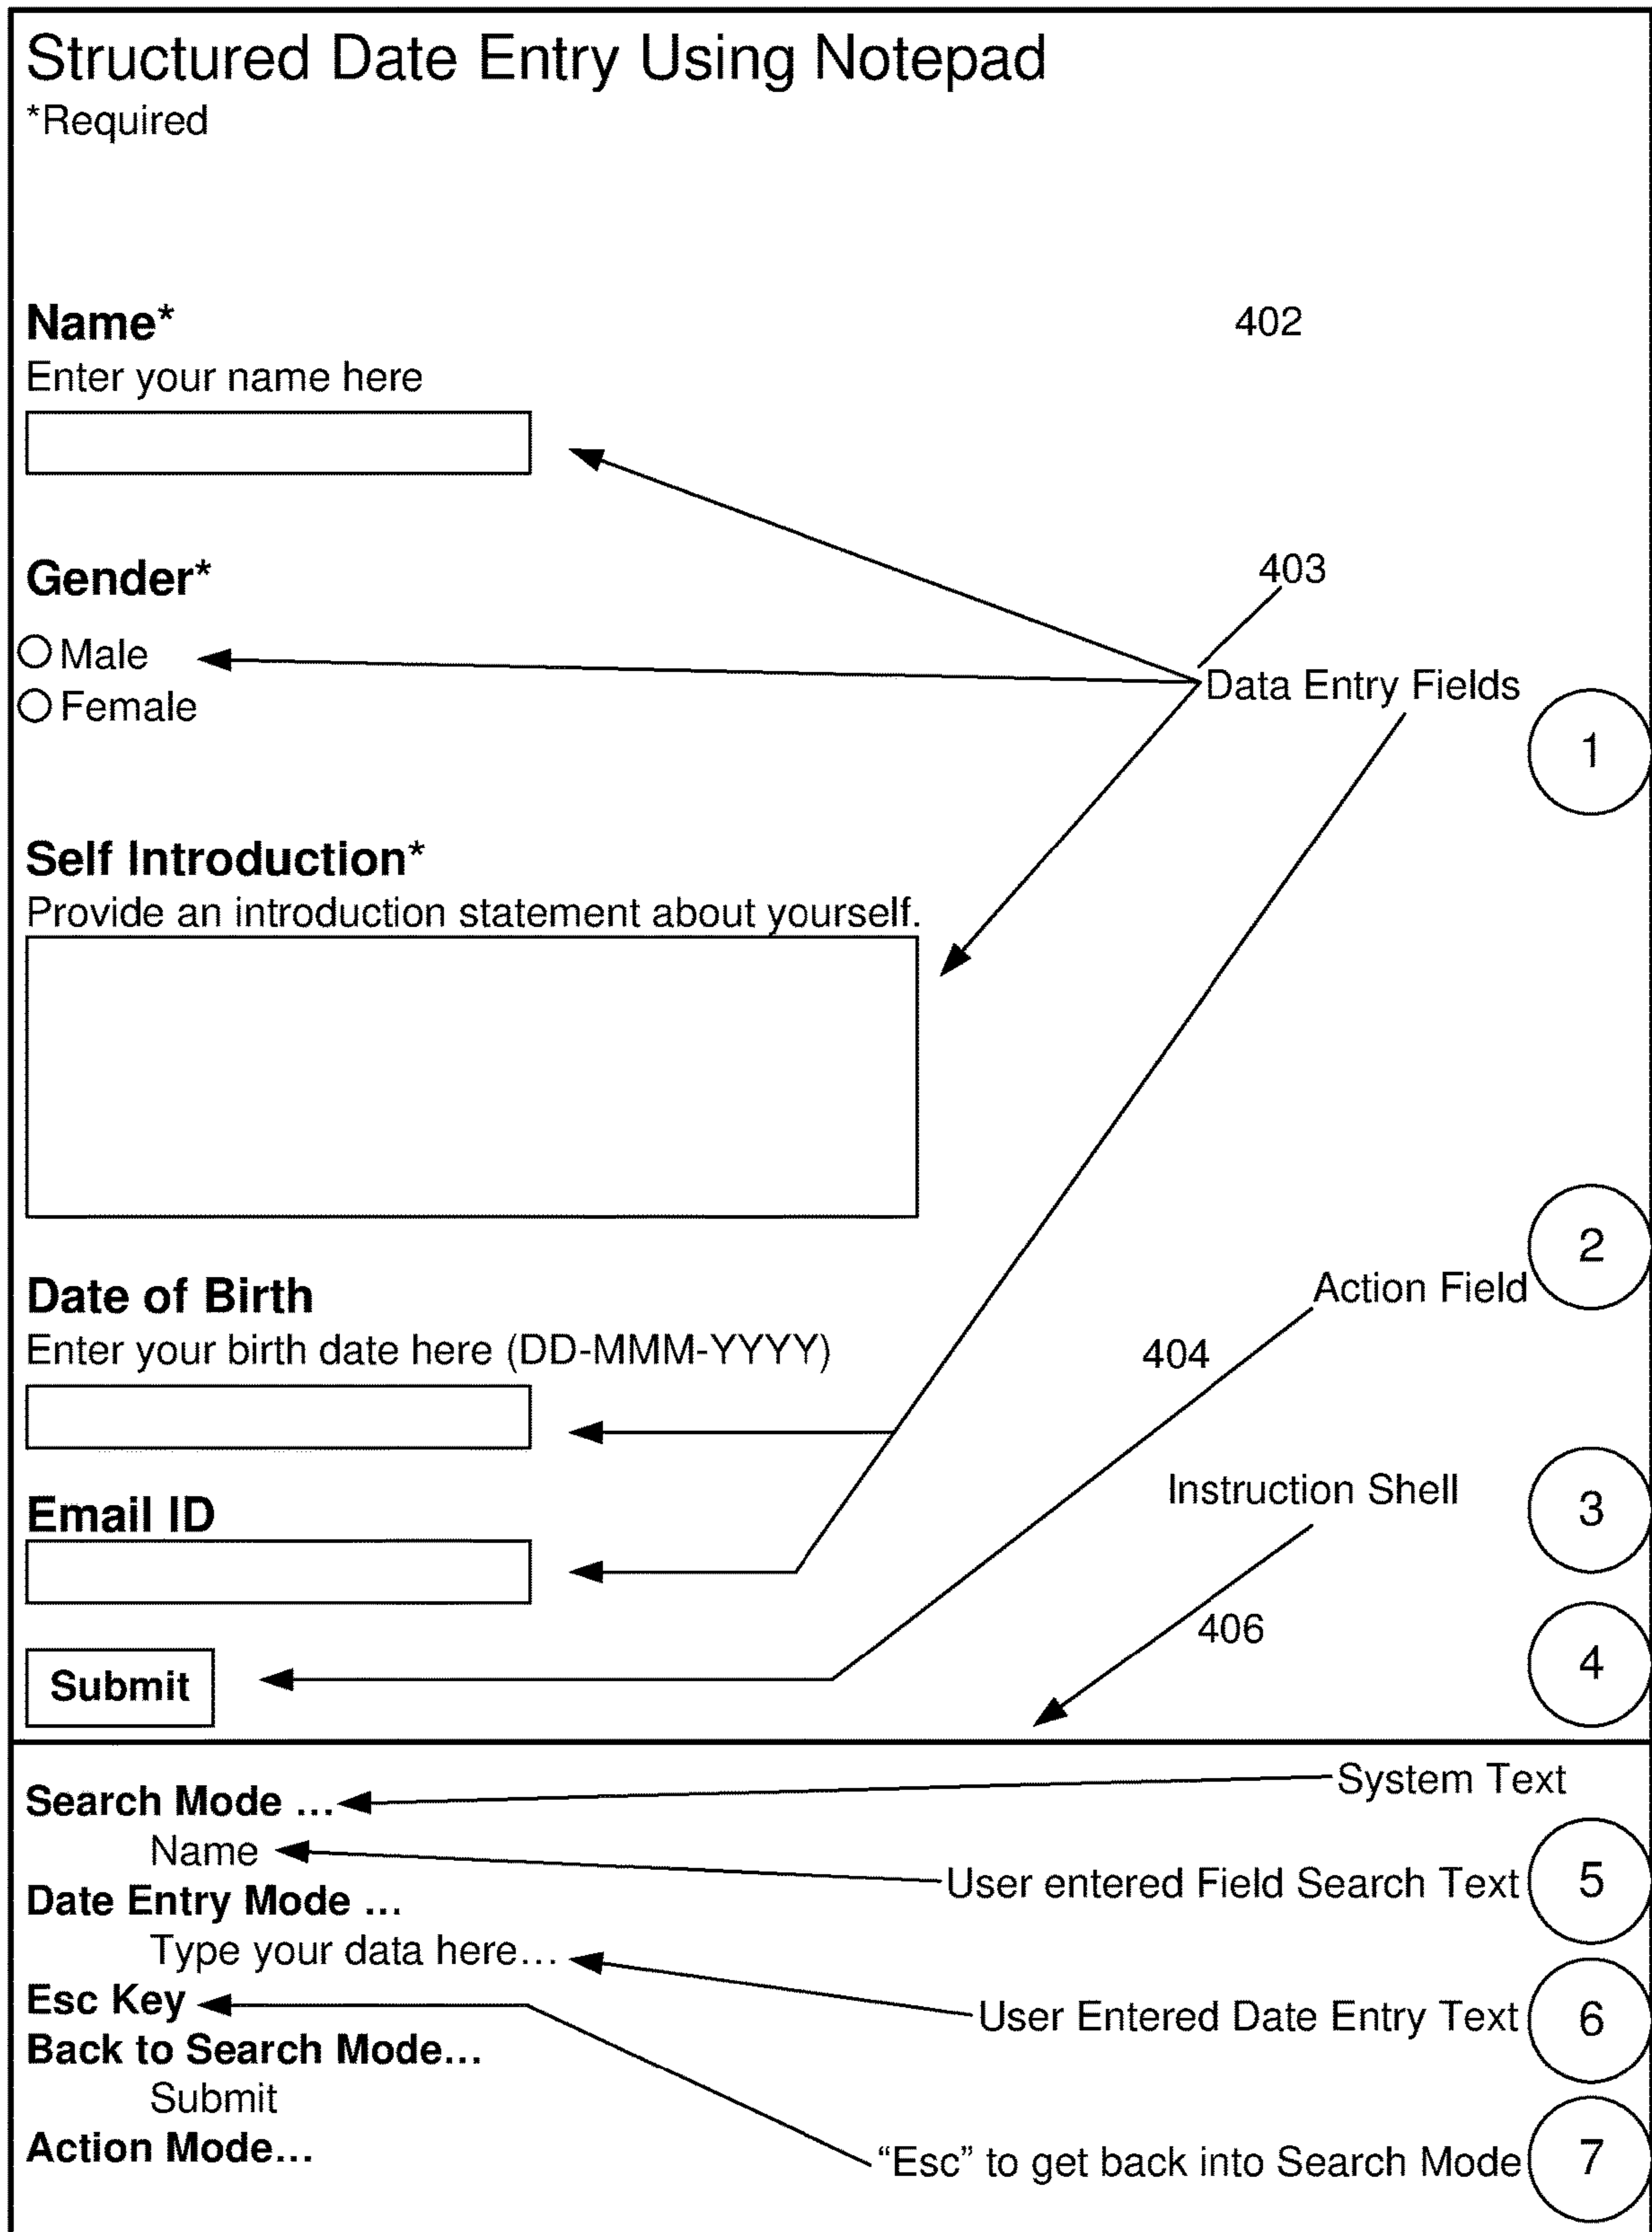 Structured Date Entry Using Notepad
*Required
Name*
402
Enter your name here
Gender*
403
Male
Data Entry Fields
Female
1
Self Introduction*
Provide an introduction statement about yourself.
2
Action Field
Date of Birth
Enter your birth date here (DD-MMM-YYYY)
404
Instruction Shell
3
Email ID
406
4
Submit
System Text
Search Mode ...
Name
User entered Field Search Text
5
Date Entry Mode ...
Type your data here...
Esc Key
User Entered Date Entry Text
6
Back to Search Mode...
Submit
Action Mode...
“Esc” to get back into Search Mode
7